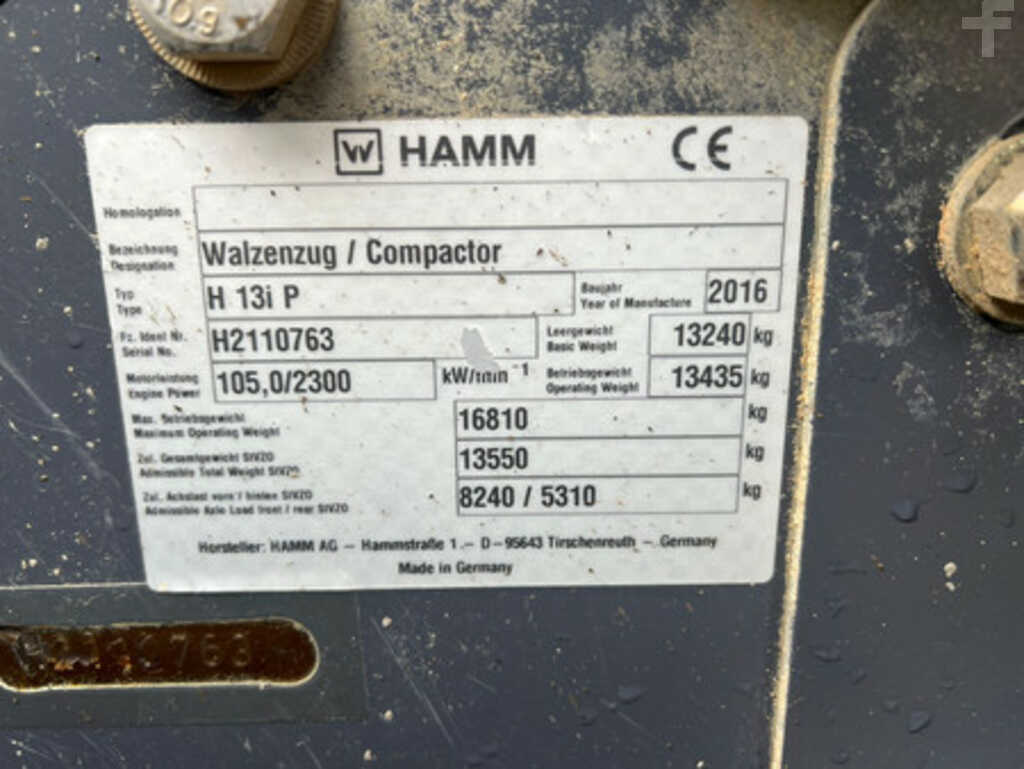 HAMM CE
Homologation
Bezeichnung
Designation
Walzenzug / Compactor
Typ
Type
H 13i P
Baujahr
Year of Manufacture
2016
Fz. Ident Nr.
Serial No.
H2110763
Leergewicht
Basic Weight
13240 kg
Motorleistung
Engine Power
105,0/2300 kW/min -1
Betriebsgewicht
Operating Weight
13435 kg
Max. Betriebsgewicht
Maximum Operating Weight
16810 kg
Zul. Gesamtgewicht StVZO
Admissible Total Weight StVZO
13550 kg
Zul. Achslast vorn / hinten StVZO
Admissible Axle Load front / rear StVZO
8240 / 5310 kg
Hersteller: HAMM AG – Hammstraße 1 – D–95643 Tirschenreuth – Germany
Made in Germany
f